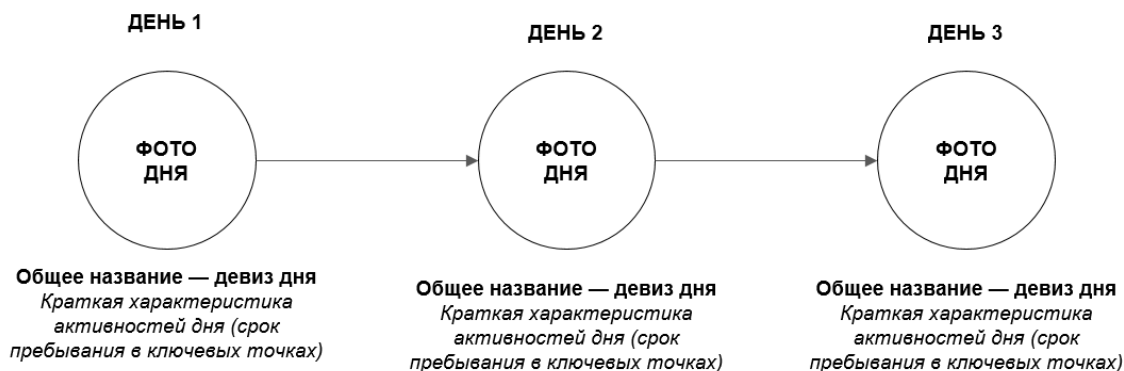 ДЕНЬ 1
ФОТО
ДНЯ
Общее название — девиз дня
Краткая характеристика
активностей дня (срок
пребывания в ключевых точках)
ДЕНЬ 2
ФОТО
ДНЯ
Общее название — девиз дня
Краткая характеристика
активностей дня (срок
пребывания в ключевых точках)
ДЕНЬ 3
ФОТО
ДНЯ
Общее название — девиз дня
Краткая характеристика
активностей дня (срок
пребывания в ключевых точках)